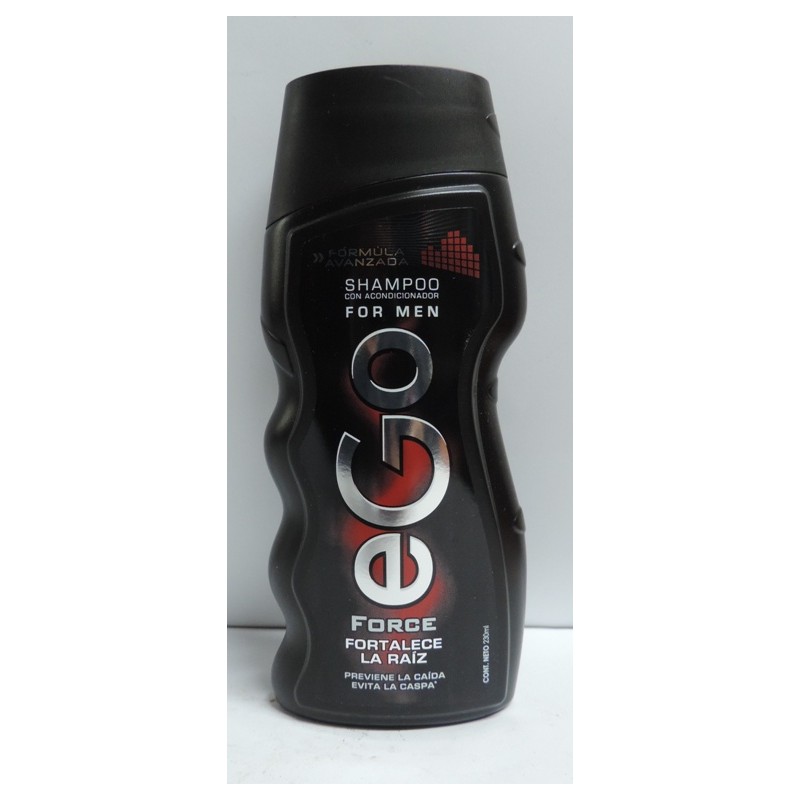 » FÓRMULA
AVANZADA
SHAMPOO
CON ACONDICIONADOR
FOR MEN
eGo
FORCE
FORTALECE
LA RAÍZ
PREVIENE LA CAÍDA
EVITA LA CASPA*
CONT. NETO 230ml